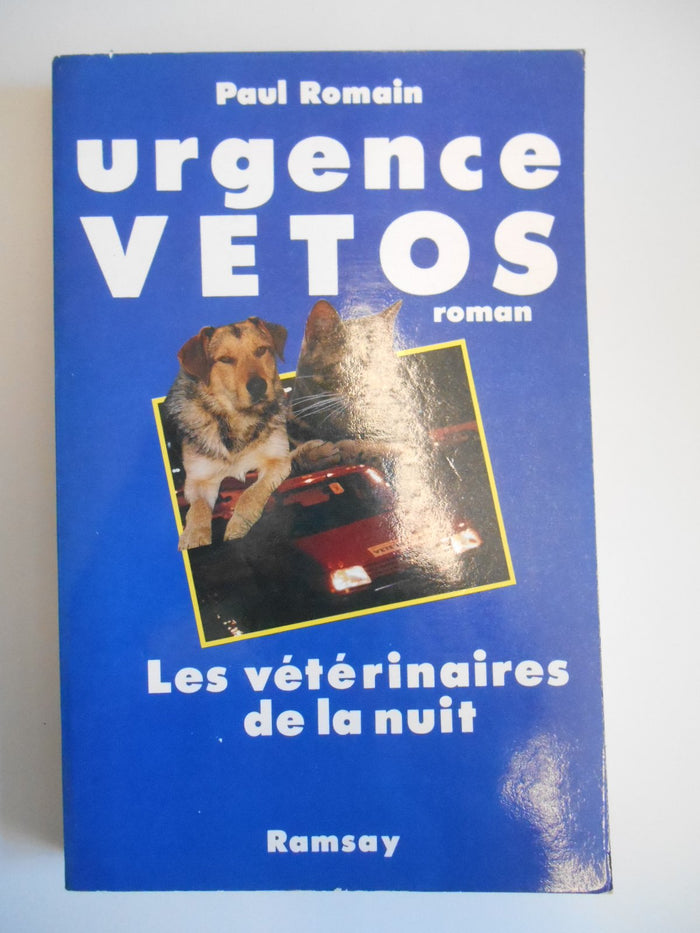 Paul Romain
urgence
VETOS
roman
Les vétérinaires
de la nuit
Ramsay